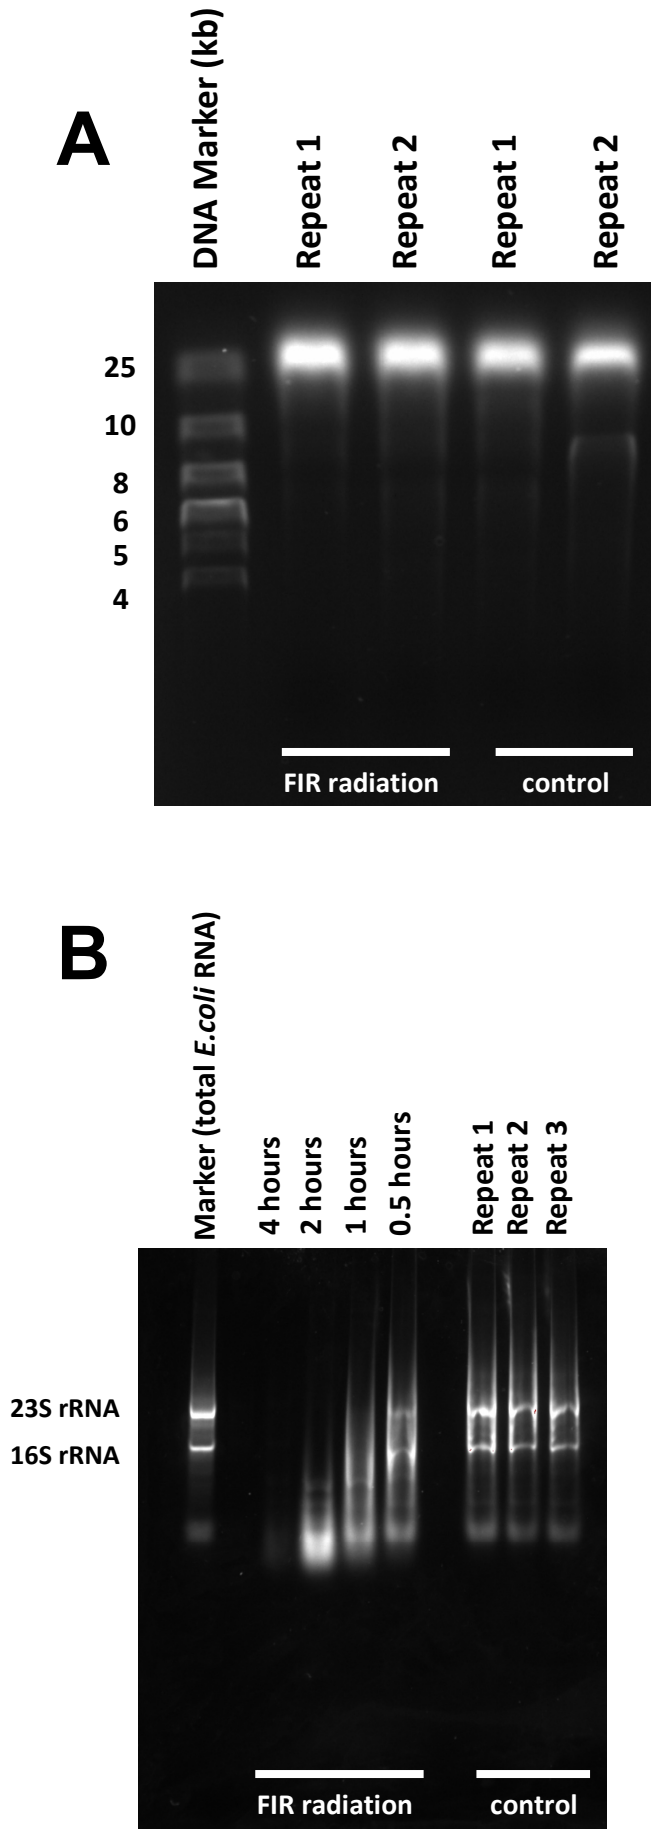 A
DNA Marker (kb)
Repeat 1
Repeat 2
Repeat 1
Repeat 2
25
10
8
6
5
4
FIR radiation
control
B
Marker (total E.coli RNA)
4 hours
2 hours
1 hours
0.5 hours
Repeat 1
Repeat 2
Repeat 3
23S rRNA
16S rRNA
FIR radiation
control